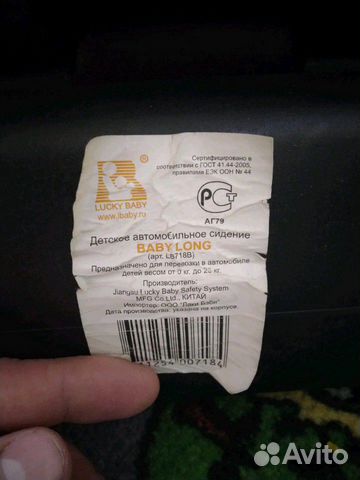 Сертифицировано в
соответствии с ГОСТ 41.44-2005,
правилами ЕЭК ООН № 44
®
LUCKY BABY
www.lbaby.ru
РСТ
АГ79
Детское автомобильное сидение
BABY LONG
(арт. LB718B)
Предназначено для перевозки в автомобиле
детей весом от 0 кг. до 25 кг.
Производитель:
Jiangsu Lucky Baby Safety System
MFG Co.,Ltd., КИТАЙ
Импортер: ООО "Лаки Бэби"
Дата производства: указана на корпусе.
007184
Avito